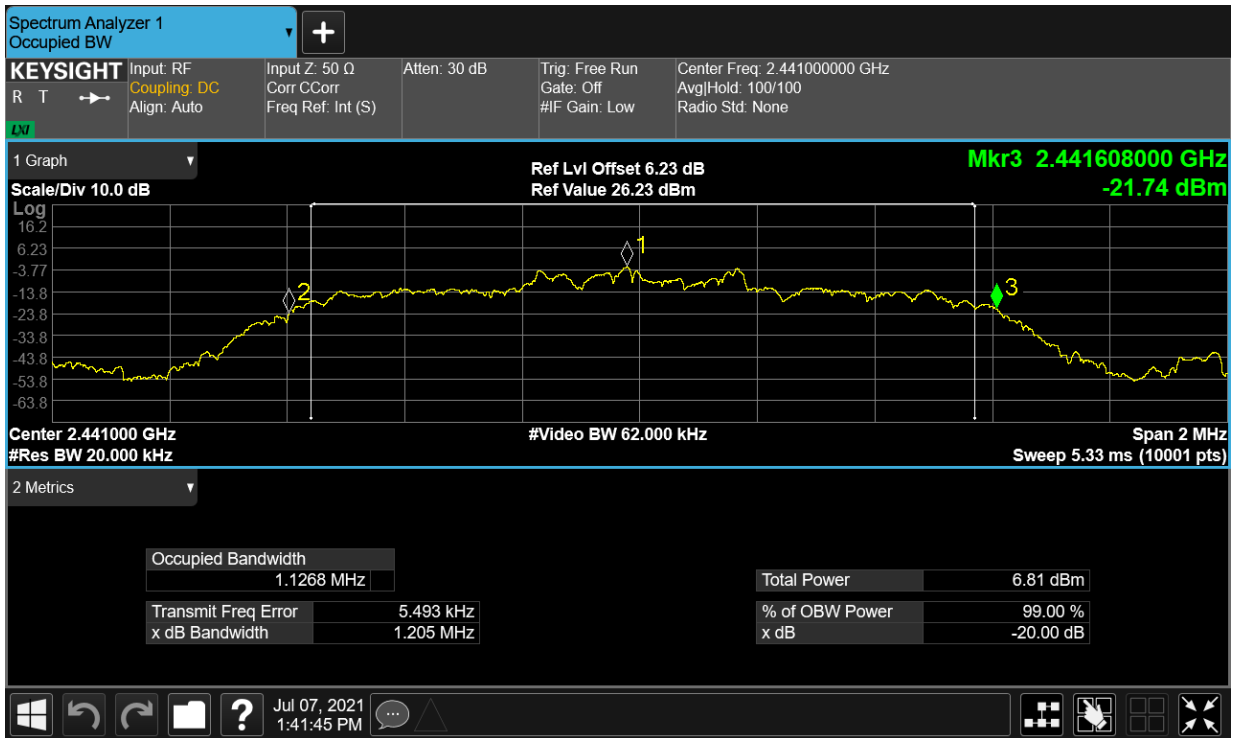 Spectrum Analyzer 1
Occupied BW
▼
+
KEYSIGHT
R T
LXI
Input: RF
Coupling: DC
Align: Auto
Input Z: 50 Ω
Corr CCorr
Freq Ref: Int (S)
Atten: 30 dB
Trig: Free Run
Gate: Off
#IF Gain: Low
Center Freq: 2.441000000 GHz
Avg|Hold: 100/100
Radio Std: None
1 Graph
Scale/Div 10.0 dB
Ref Lvl Offset 6.23 dB
Ref Value 26.23 dBm
Mkr3 2.441608000 GHz
-21.74 dBm
Log
16.2
6.23
-3.77
-13.8
-23.8
-33.8
-43.8
-53.8
-63.8
1
2
3
Center 2.441000 GHz
#Video BW 62.000 kHz
Span 2 MHz
#Res BW 20.000 kHz
Sweep 5.33 ms (10001 pts)
2 Metrics
Occupied Bandwidth
1.1268 MHz
Total Power 6.81 dBm
Transmit Freq Error 5.493 kHz
% of OBW Power 99.00 %
x dB Bandwidth 1.205 MHz
x dB -20.00 dB
?
Jul 07, 2021
1:41:45 PM